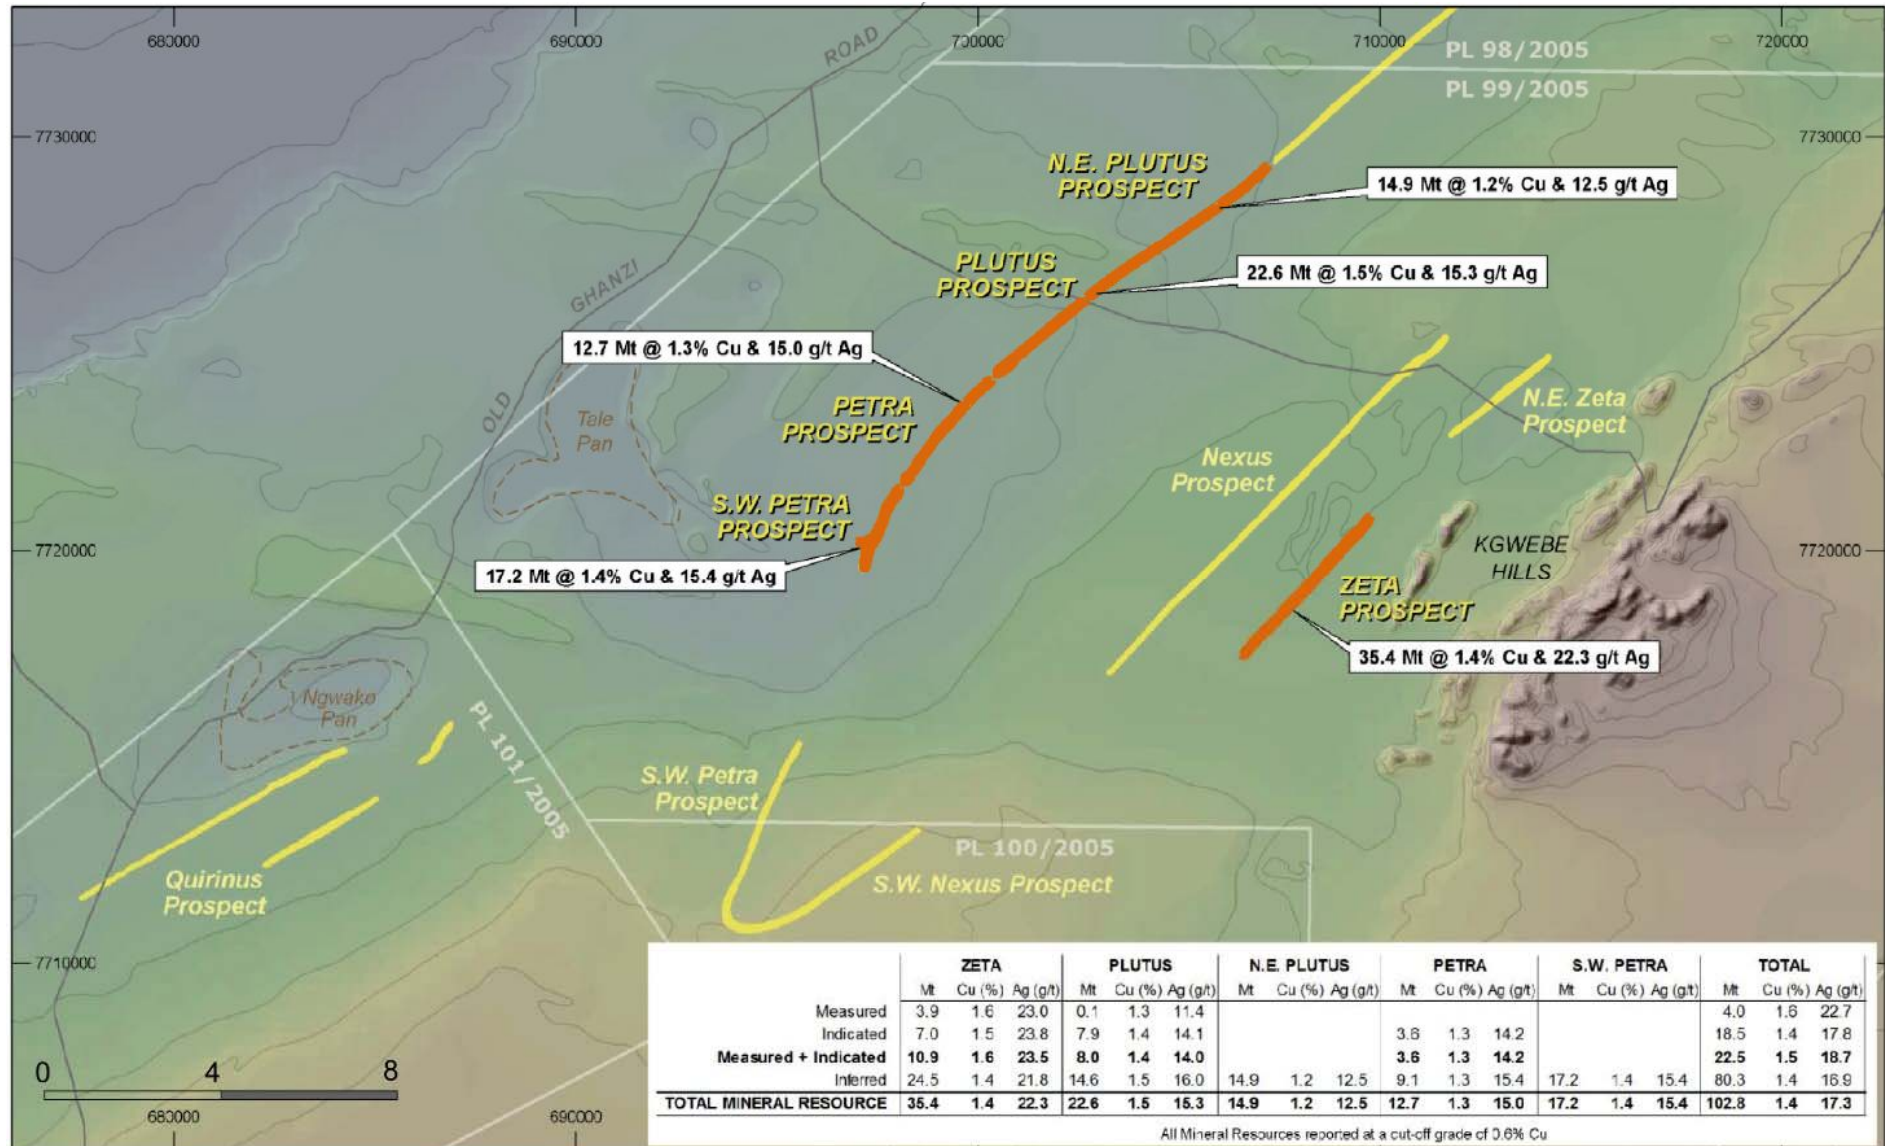 680000 690000 700000 710000 720000
ROAD
PL 98/2005
PL 99/2005
7730000 7730000
N.E. PLUTUS
PROSPECT
14.9 Mt @ 1.2% Cu & 12.5 g/t Ag
PLUTUS
PROSPECT
22.6 Mt @ 1.5% Cu & 15.3 g/t Ag
GHANZI
12.7 Mt @ 1.3% Cu & 15.0 g/t Ag
OLD
Tale
Pan
PETRA
PROSPECT
N.E. Zeta
Prospect
Nexus
Prospect
S.W. PETRA
PROSPECT
7720000 7720000
KGWEBE
HILLS
17.2 Mt @ 1.4% Cu & 15.4 g/t Ag
ZETA
PROSPECT
35.4 Mt @ 1.4% Cu & 22.3 g/t Ag
Ngwako
Pan
PL 101/2005
S.W. Petra
Prospect
PL 100/2005
S.W. Nexus Prospect
Quirinus
Prospect
7710000
0 4 8
680000 690000
ZETA PLUTUS N.E. PLUTUS PETRA S.W. PETRA TOTAL
Mt Cu (%) Ag (g/t) Mt Cu (%) Ag (g/t) Mt Cu (%) Ag (g/t) Mt Cu (%) Ag (g/t) Mt Cu (%) Ag (g/t) Mt Cu (%) Ag (g/t)
Measured 3.9 1.6 23.0 0.1 1.3 11.4 4.0 1.6 22.7
Indicated 7.0 1.5 23.8 7.9 1.4 14.1 3.6 1.3 14.2 18.5 1.4 17.8
Measured + Indicated 10.9 1.6 23.5 8.0 1.4 14.0 3.6 1.3 14.2 22.5 1.5 18.7
Inferred 24.5 1.4 21.8 14.6 1.5 16.0 14.9 1.2 12.5 9.1 1.3 15.4 17.2 1.4 15.4 80.3 1.4 16.9
TOTAL MINERAL RESOURCE 35.4 1.4 22.3 22.6 1.5 15.3 14.9 1.2 12.5 12.7 1.3 15.0 17.2 1.4 15.4 102.8 1.4 17.3
All Mineral Resources reported at a cut-off grade of 0.6% Cu